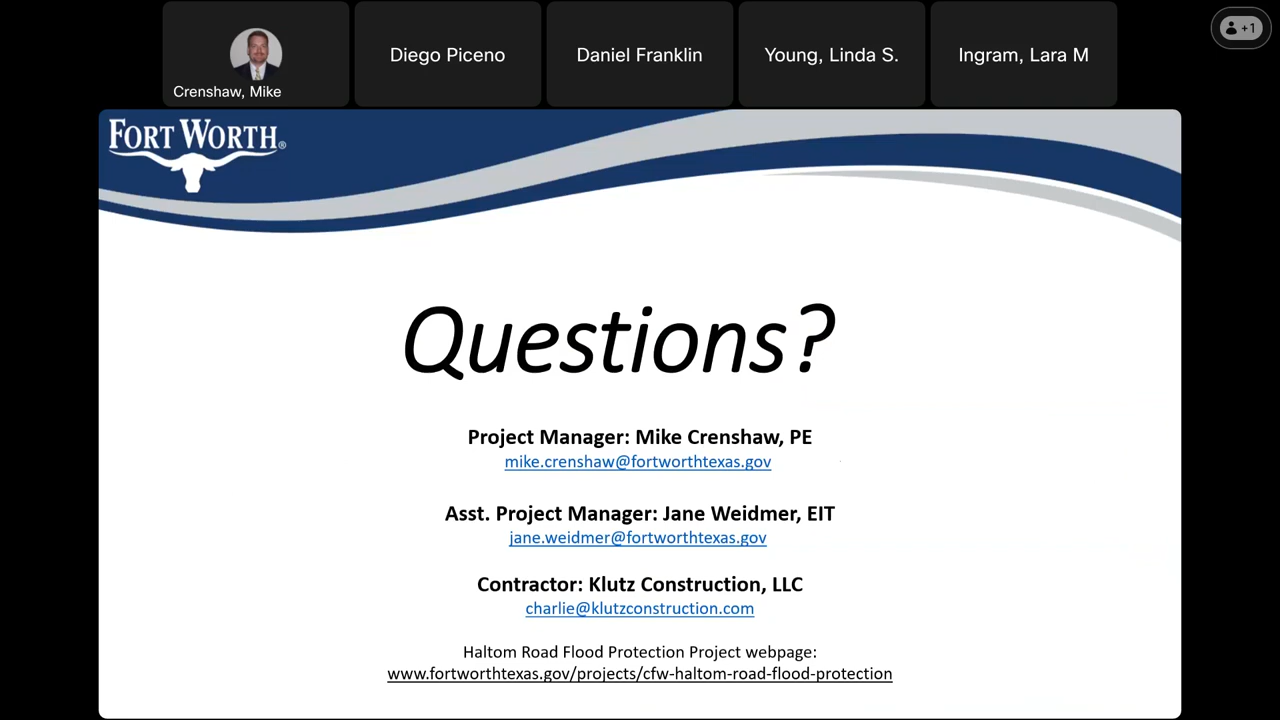 Crenshaw, Mike
Diego Piceno
Daniel Franklin
Young, Linda S.
Ingram, Lara M
+1
FORT WORTH®
Questions?
Project Manager: Mike Crenshaw, PE
mike.crenshaw@fortworthtexas.gov
Asst. Project Manager: Jane Weidmer, EIT
jane.weidmer@fortworthtexas.gov
Contractor: Klutz Construction, LLC
charlie@klutzconstruction.com
Haltom Road Flood Protection Project webpage:
www.fortworthtexas.gov/projects/cfw-haltom-road-flood-protection